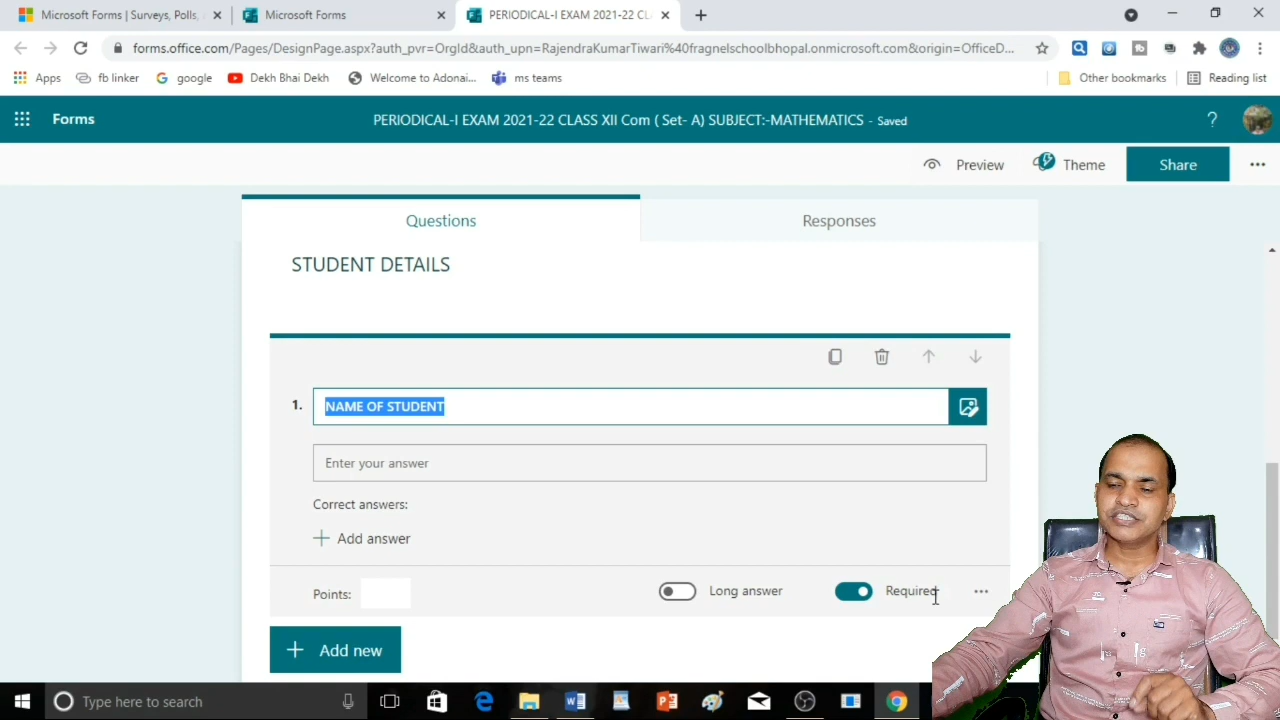 Microsoft Forms | Surveys, Polls,
Microsoft Forms
PERIODICAL-I EXAM 2021-22 CL
forms.office.com/Pages/DesignPage.aspx?auth_pvr=OrgId&auth_upn=RajendraKumarTiwari%40fragnelschoolbhopal.onmicrosoft.com&origin=OfficeD...
Apps fb linker google Dekh Bhai Dekh Welcome to Adonai... ms teams Other bookmarks Reading list
Forms PERIODICAL-I EXAM 2021-22 CLASS XII Com ( Set- A) SUBJECT:-MATHEMATICS - Saved ?
Preview Theme Share
Questions Responses
STUDENT DETAILS
1. NAME OF STUDENT
Enter your answer
Correct answers:
Add answer
Points: Long answer Required
Add new
Type here to search